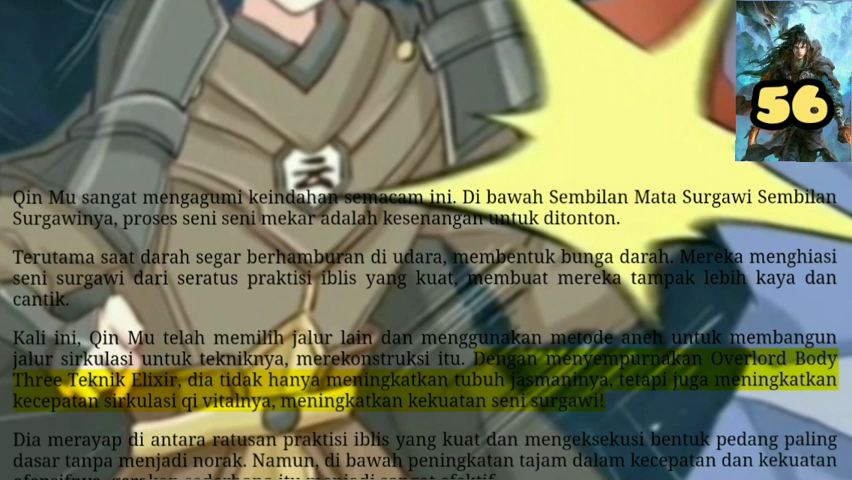 56
Qin Mu sangat mengagumi keindahan semacam ini. Di bawah Sembilan Mata Surgawi Sembilan
Surgawinya, proses seni seni mekar adalah kesenangan untuk ditonton.
Terutama saat darah segar berhamburan di udara, membentuk bunga darah. Mereka menghiasi
seni surgawi dari seratus praktisi iblis yang kuat, membuat mereka tampak lebih kaya dan
cantik.
Kali ini, Qin Mu telah memilih jalur lain dan menggunakan metode aneh untuk membangun
jalur sirkulasi untuk tekniknya, merekonstruksi itu. Dengan menyempurnakan Overlord Body
Three Teknik Elixir, dia tidak hanya meningkatkan tubuh jasmaninya, tetapi juga meningkatkan
kecepatan sirkulasi qi vitalnya, meningkatkan kekuatan seni surgawi!
Dia merayap di antara ratusan praktisi iblis yang kuat dan mengeksekusi bentuk pedang paling
dasar tanpa menjadi norak. Namun, di bawah peningkatan tajam dalam kecepatan dan kekuatan